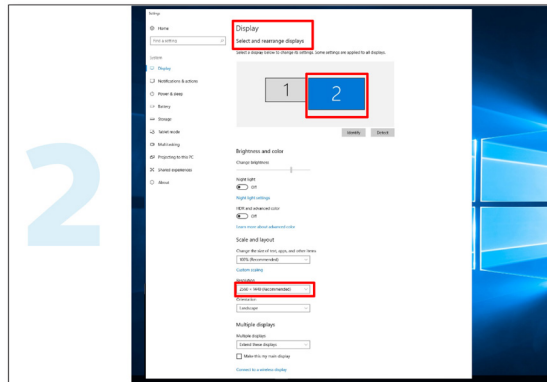 2
Settings
Home
Find a setting
System
Display
Notifications & actions
Power & sleep
Battery
Storage
Tablet mode
Multitasking
Projecting to this PC
Shared experiences
About
Display
Select and rearrange displays
Select a display below to change its settings. Some settings are applied to all displays.
1
2
Identify
Detect
Brightness and color
Change brightness
Night light
Off
Night light settings
HDR and advanced color
Off
Learn more about advanced color
Scale and layout
Change the size of text, apps, and other items
100% (Recommended)
Custom scaling
Resolution
(Recommended)
Orientation
Landscape
Multiple displays
Multiple displays
Extend these displays
Make this my main display
Connect to a wireless display